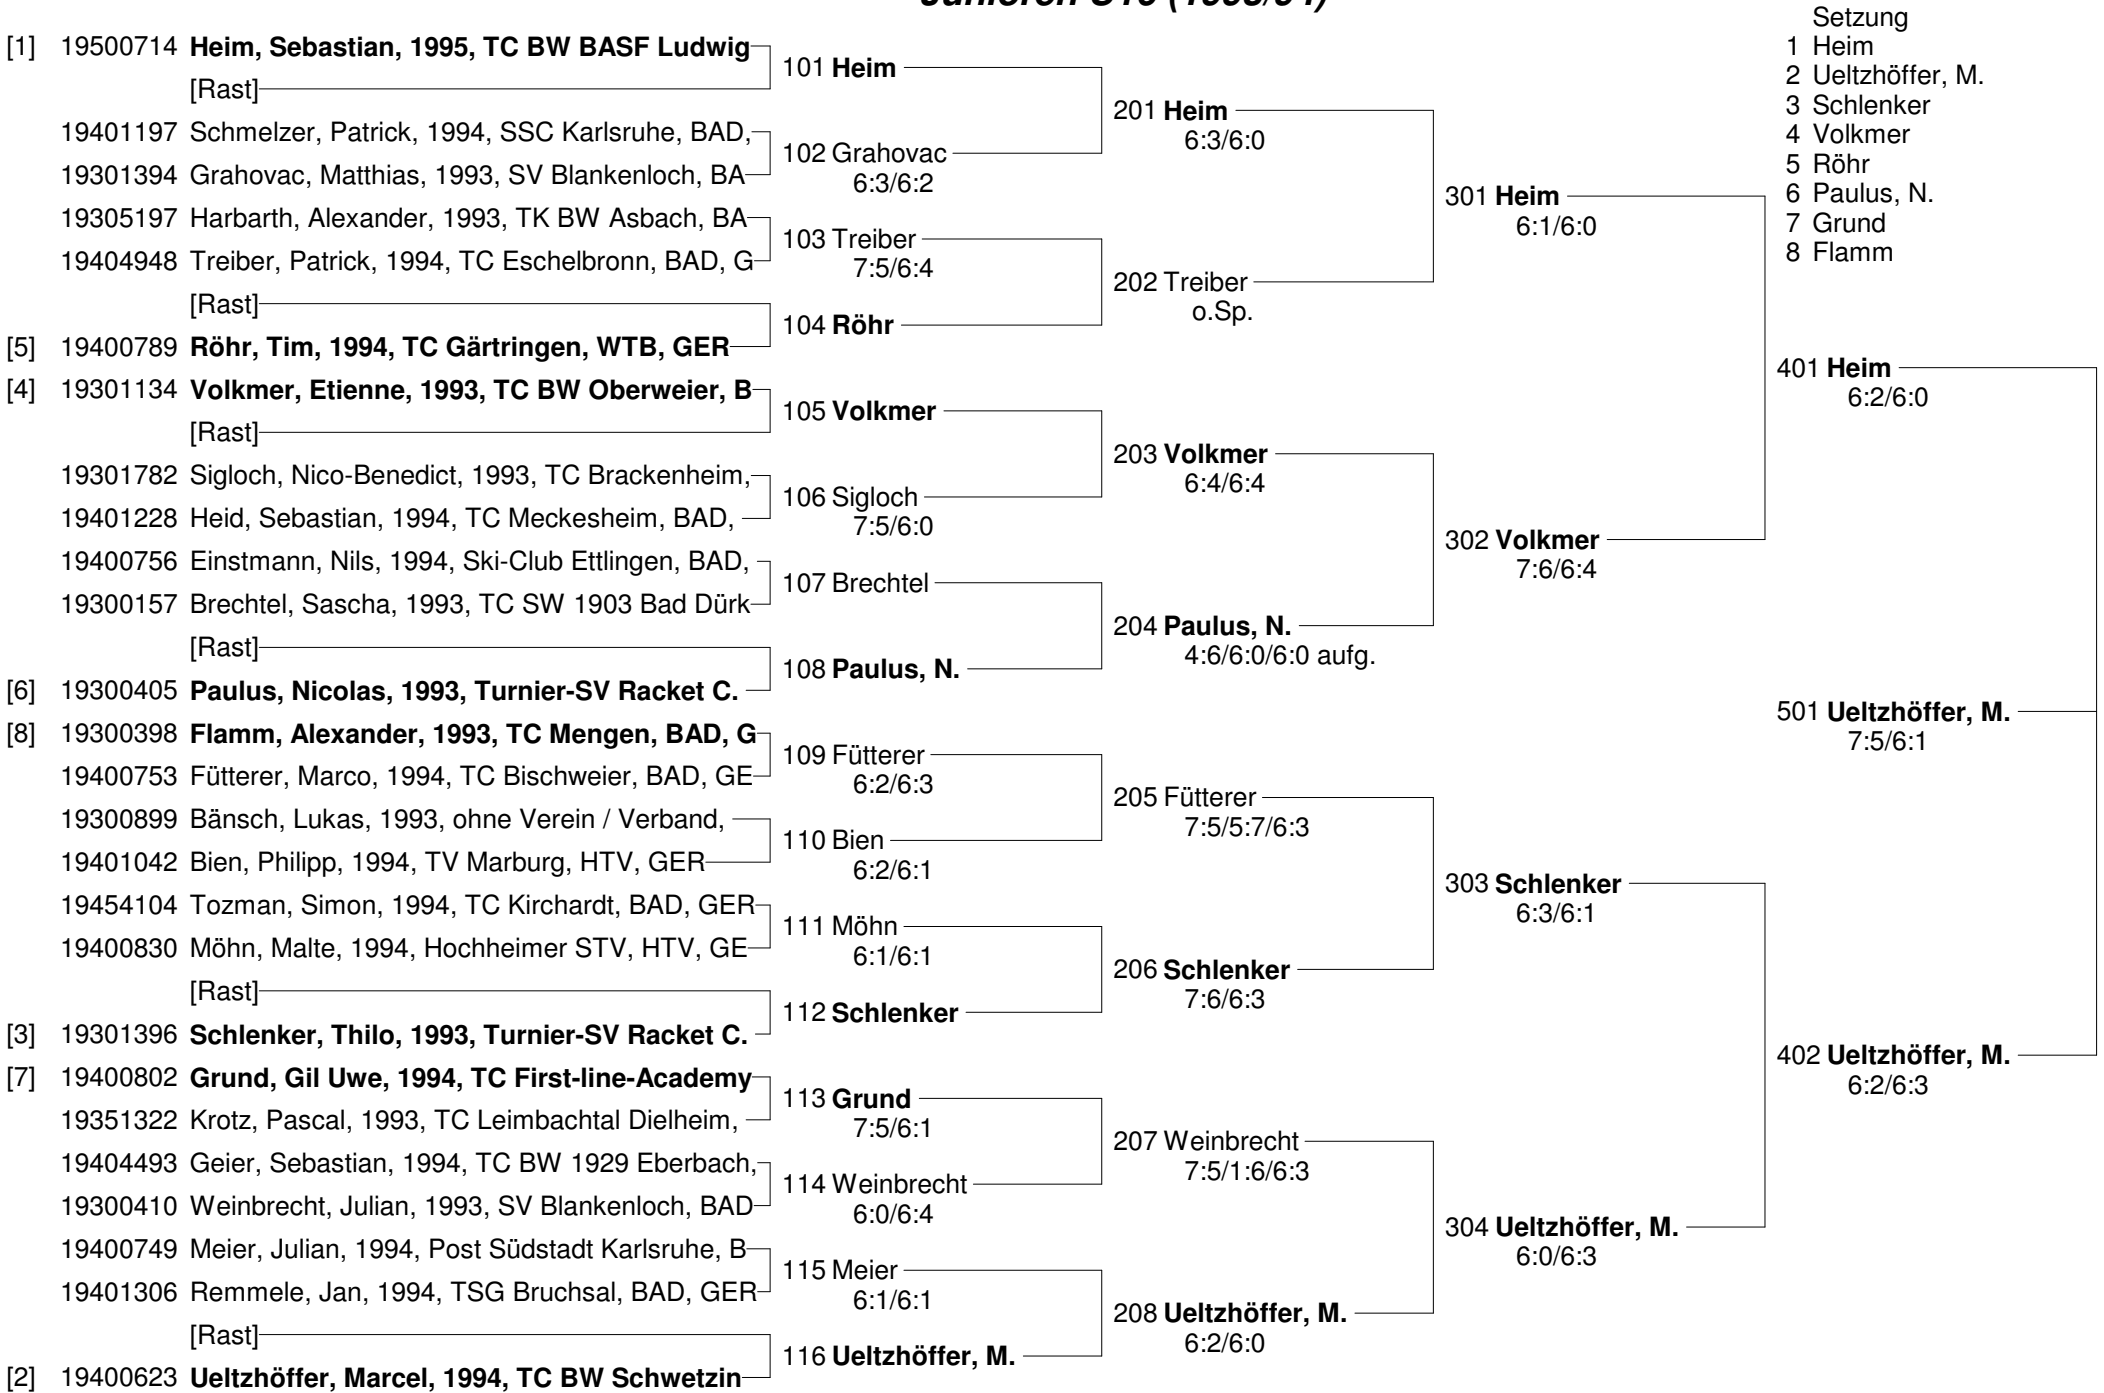 Setzung
1 Heim
2 Ueltzhöffer, M.
3 Schlenker
4 Volkmer
5 Röhr
6 Paulus, N.
7 Grund
8 Flamm
[1] 19500714 Heim, Sebastian, 1995, TC BW BASF Ludwig
[Rast]
19401197 Schmelzer, Patrick, 1994, SSC Karlsruhe, BAD,
19301394 Grahovac, Matthias, 1993, SV Blankenloch, BA
19305197 Harbarth, Alexander, 1993, TK BW Asbach, BA
19404948 Treiber, Patrick, 1994, TC Eschelbronn, BAD, G
[Rast]
[5] 19400789 Röhr, Tim, 1994, TC Gärtringen, WTB, GER
[4] 19301134 Volkmer, Etienne, 1993, TC BW Oberweier, B
[Rast]
19301782 Sigloch, Nico-Benedict, 1993, TC Brackenheim,
19401228 Heid, Sebastian, 1994, TC Meckesheim, BAD,
19400756 Einstmann, Nils, 1994, Ski-Club Ettlingen, BAD,
19300157 Brechtel, Sascha, 1993, TC SW 1903 Bad Dürk
[Rast]
[6] 19300405 Paulus, Nicolas, 1993, Turnier-SV Racket C.
[8] 19300398 Flamm, Alexander, 1993, TC Mengen, BAD, G
19400753 Fütterer, Marco, 1994, TC Bischweier, BAD, GE
19300899 Bänsch, Lukas, 1993, ohne Verein / Verband,
19401042 Bien, Philipp, 1994, TV Marburg, HTV, GER
19454104 Tozman, Simon, 1994, TC Kirchardt, BAD, GER
19400830 Möhn, Malte, 1994, Hochheimer STV, HTV, GE
[Rast]
[3] 19301396 Schlenker, Thilo, 1993, Turnier-SV Racket C.
[7] 19400802 Grund, Gil Uwe, 1994, TC First-line-Academy
19351322 Krotz, Pascal, 1993, TC Leimbachtal Dielheim,
19404493 Geier, Sebastian, 1994, TC BW 1929 Eberbach,
19300410 Weinbrecht, Julian, 1993, SV Blankenloch, BAD
19400749 Meier, Julian, 1994, Post Südstadt Karlsruhe, B
19401306 Remmele, Jan, 1994, TSG Bruchsal, BAD, GER
[Rast]
[2] 19400623 Ueltzhöffer, Marcel, 1994, TC BW Schwetzin
101 Heim
102 Grahovac
6:3/6:2
103 Treiber
7:5/6:4
104 Röhr
105 Volkmer
106 Sigloch
7:5/6:0
107 Brechtel
108 Paulus, N.
109 Fütterer
6:2/6:3
110 Bien
6:2/6:1
111 Möhn
6:1/6:1
112 Schlenker
113 Grund
7:5/6:1
114 Weinbrecht
6:0/6:4
115 Meier
6:1/6:1
116 Ueltzhöffer, M.
201 Heim
6:3/6:0
202 Treiber
o.Sp.
203 Volkmer
6:4/6:4
204 Paulus, N.
4:6/6:0/6:0 aufg.
205 Fütterer
7:5/5:7/6:3
206 Schlenker
7:6/6:3
207 Weinbrecht
7:5/1:6/6:3
208 Ueltzhöffer, M.
6:2/6:0
301 Heim
6:1/6:0
302 Volkmer
7:6/6:4
303 Schlenker
6:3/6:1
304 Ueltzhöffer, M.
6:0/6:3
401 Heim
6:2/6:0
402 Ueltzhöffer, M.
6:2/6:3
501 Ueltzhöffer, M.
7:5/6:1